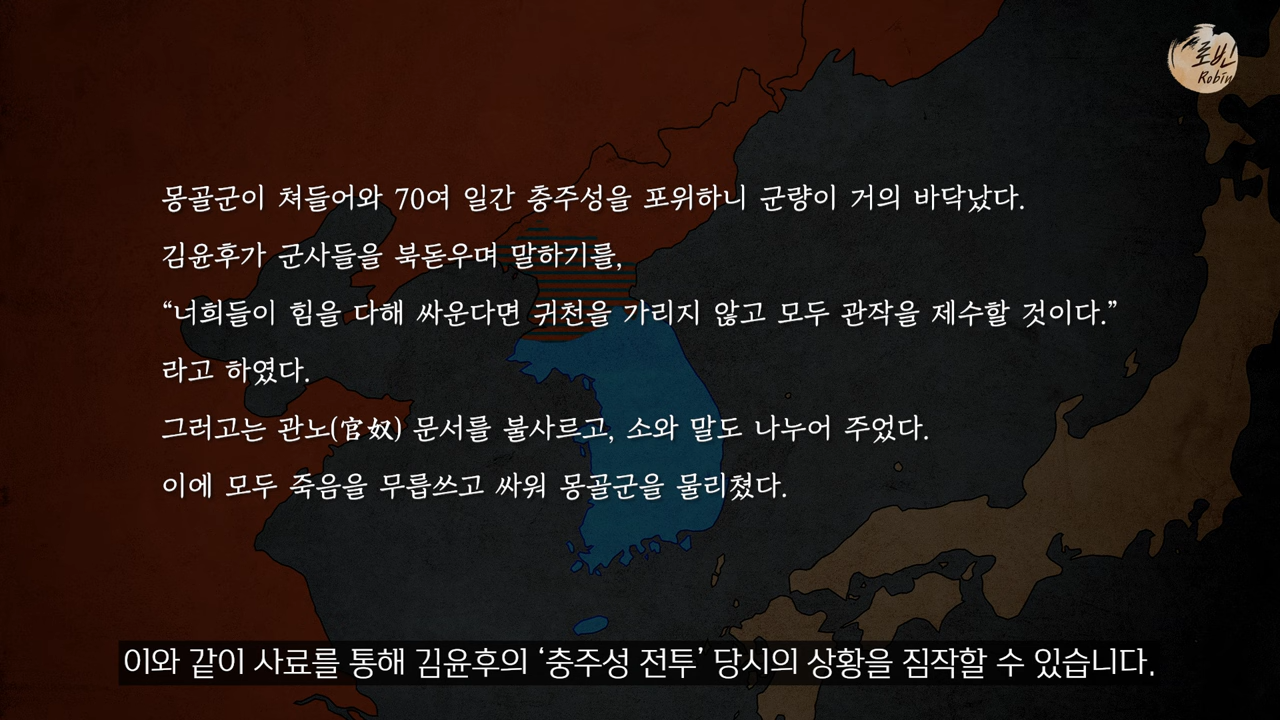 로빈
Robin
몽골군이 쳐들어와 70여 일간 충주성을 포위하니 군량이 거의 바닥났다.
김윤후가 군사들을 북돋우며 말하기를,
“너희들이 힘을 다해 싸운다면 귀천을 가리지 않고 모두 관작을 제수할 것이다.”
라고 하였다.
그러고는 관노(官奴) 문서를 불사르고, 소와 말도 나누어 주었다.
이에 모두 죽음을 무릅쓰고 싸워 몽골군을 물리쳤다.
이와 같이 사료를 통해 김윤후의 ‘충주성 전투’ 당시의 상황을 짐작할 수 있습니다.